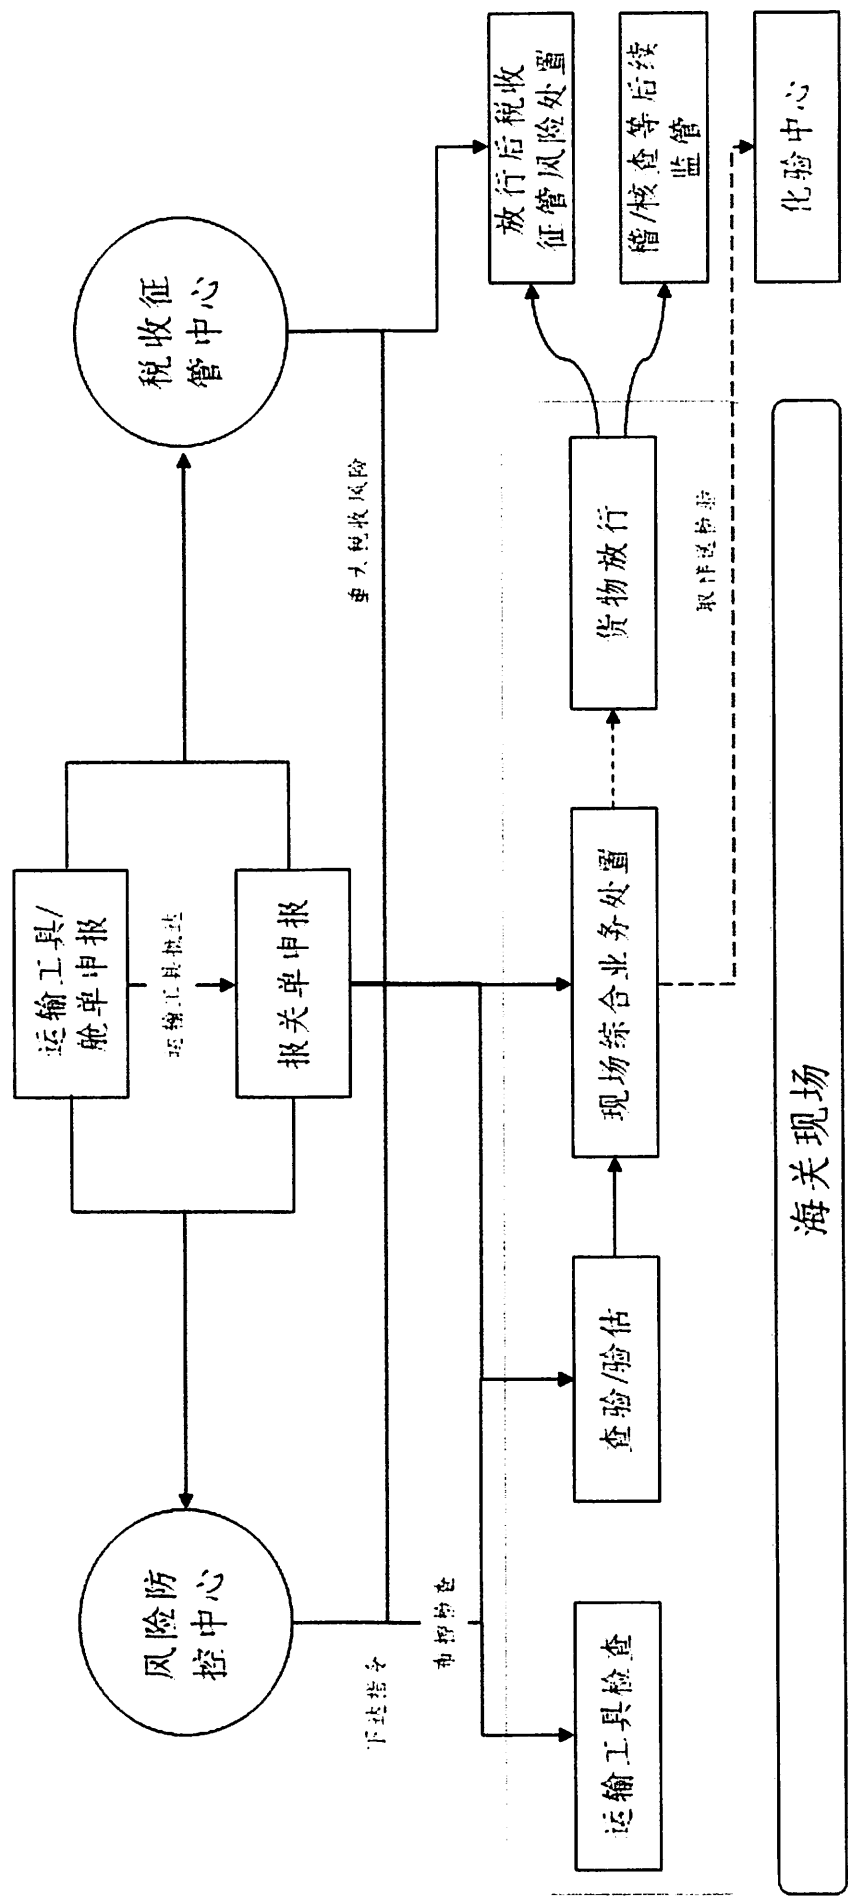 运输工具/
舱单申报
运输工具抵达
报关单申报
风险防
控中心
税收征
管中心
重大税收风险
下达指令
布控检查
运输工具检查
查验/验估
现场综合业务处置
货物放行
取样送检验
放行后税收
征管风险处置
稽/核查等后续
监管
化验中心
海关现场